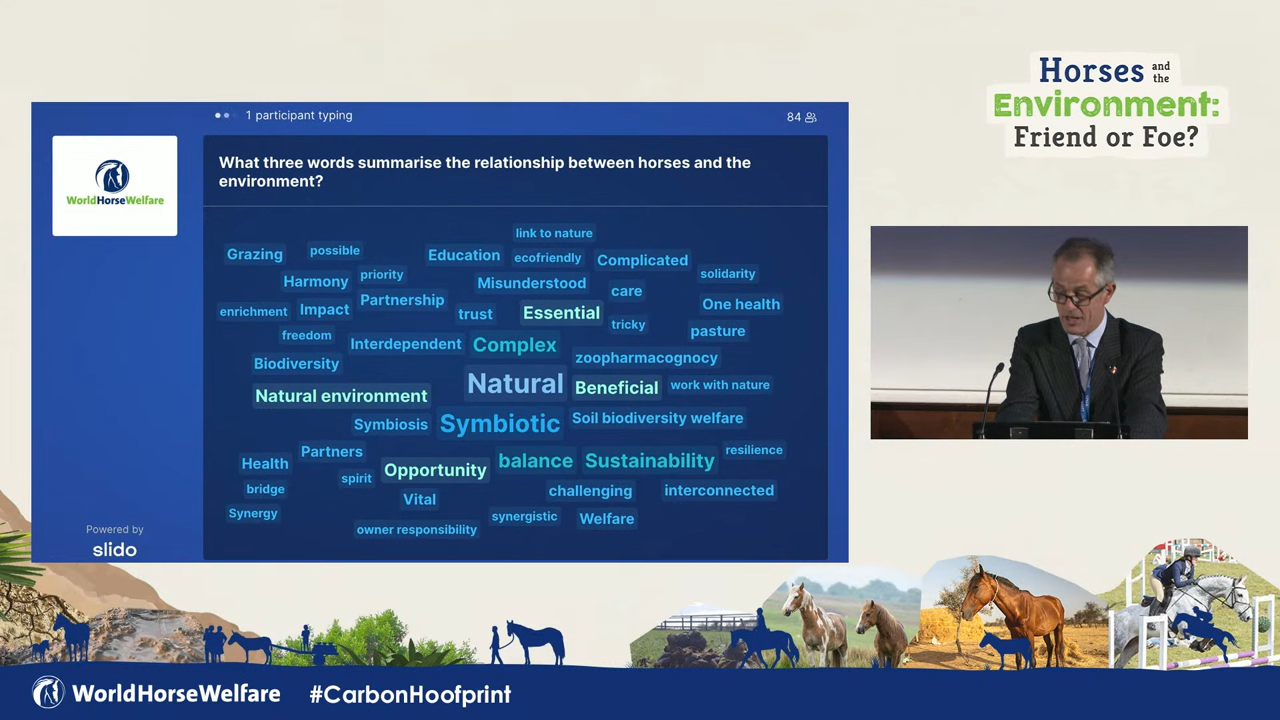 1 participant typing
84
WorldHorseWelfare
What three words summarise the relationship between horses and the
environment?
link to nature
Grazing
possible
Education
ecofriendly
Complicated
Harmony
priority
Misunderstood
care
solidarity
enrichment
Impact
Partnership
trust
Essential
tricky
One health
pasture
freedom
Interdependent
Complex
Biodiversity
zoopharmacognocy
Natural environment
Natural
Beneficial
work with nature
Symbiosis
Symbiotic
Soil biodiversity welfare
Health
Partners
spirit
Opportunity
balance
Sustainability
resilience
bridge
Vital
challenging
interconnected
Synergy
owner responsibility
synergistic
Welfare
Powered by
slido
Horses and the
Environment:
Friend or Foe?
WorldHorseWelfare #CarbonHoofprint